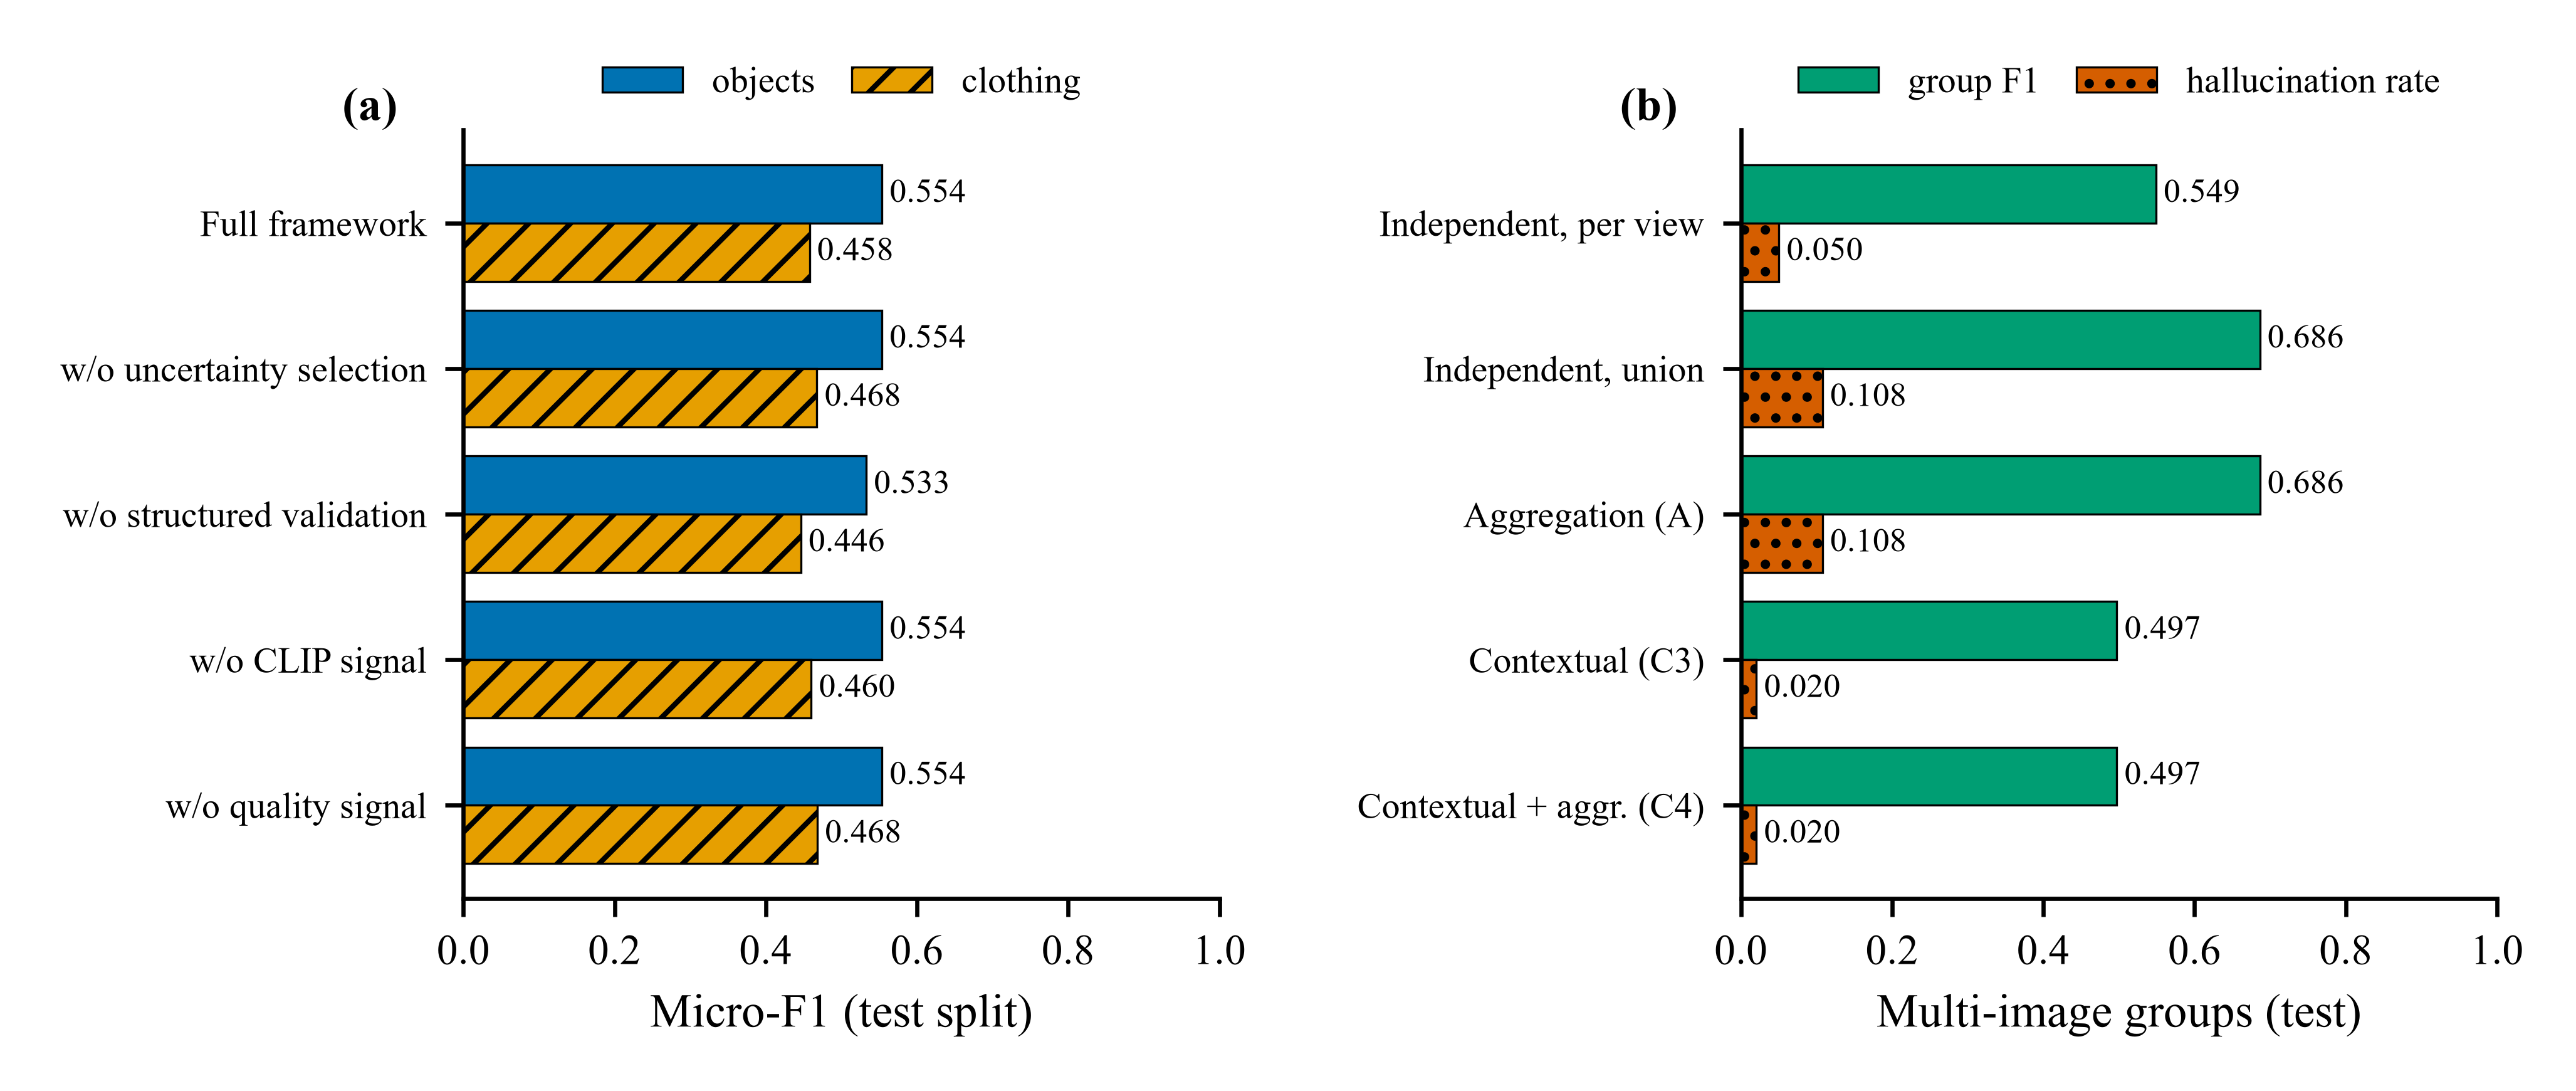 (a)
objects
clothing
Full framework
0.554
0.458
w/o uncertainty selection
0.554
0.468
w/o structured validation
0.533
0.446
w/o CLIP signal
0.554
0.460
w/o quality signal
0.554
0.468
0.0 0.2 0.4 0.6 0.8 1.0
Micro-F1 (test split)
(b)
group F1
hallucination rate
Independent, per view
0.549
0.050
Independent, union
0.686
0.108
Aggregation (A)
0.686
0.108
Contextual (C3)
0.497
0.020
Contextual + aggr. (C4)
0.497
0.020
0.0 0.2 0.4 0.6 0.8 1.0
Multi-image groups (test)